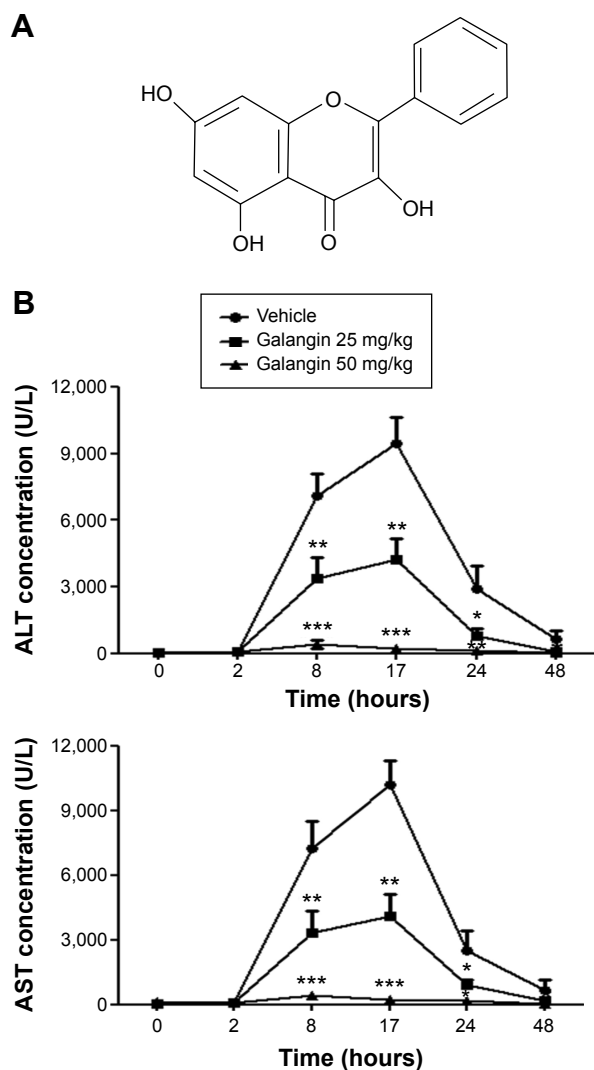 A
HO
O
OH
O
OH
B
Vehicle
Galangin 25 mg/kg
Galangin 50 mg/kg
ALT concentration (U/L)
12,000
9,000
6,000
3,000
0
**
**
***
***
*
**
*
0 2 8 17 24 48
Time (hours)
AST concentration (U/L)
12,000
9,000
6,000
3,000
0
**
**
***
***
*
*
0 2 8 17 24 48
Time (hours)